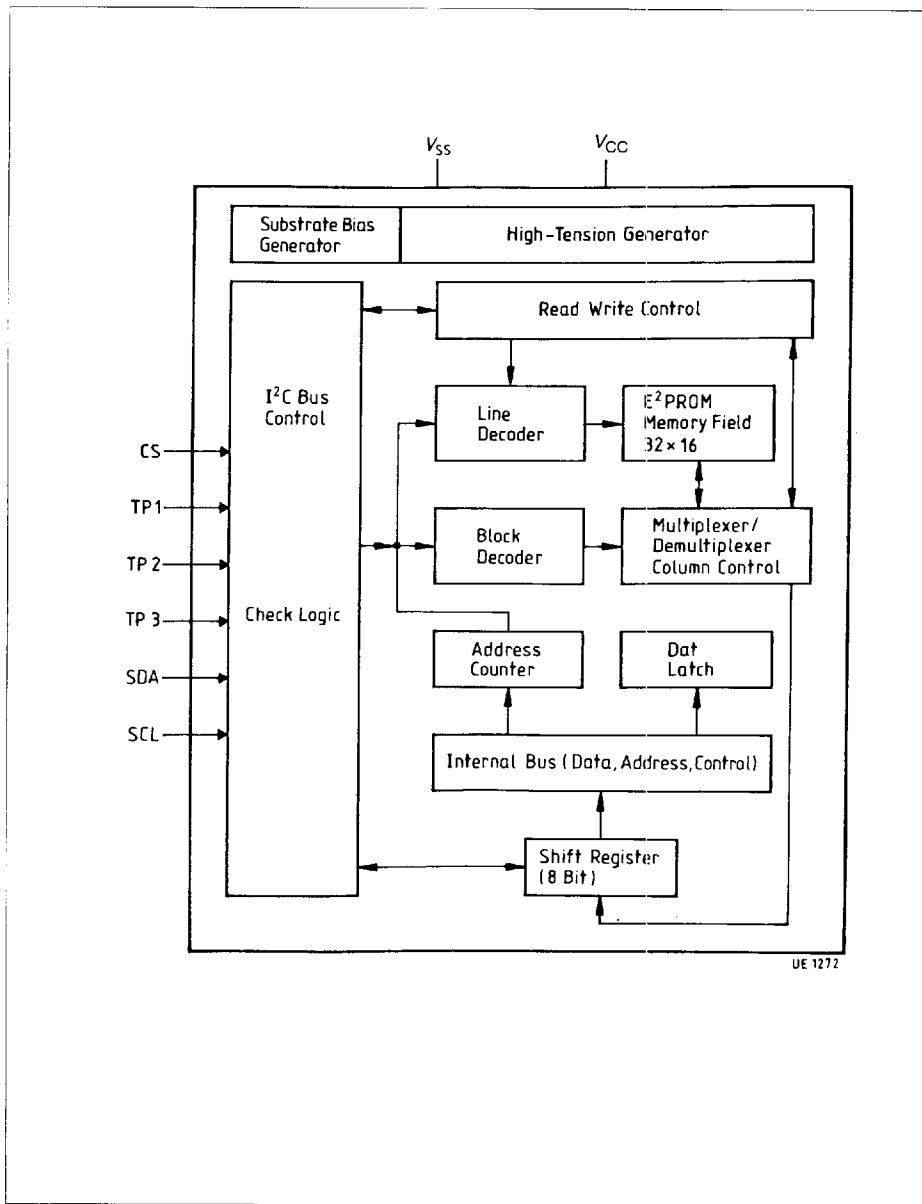 V_SS
V_CC
Substrate Bias
Generator
High-Tension Generator
Read Write Control
I²C Bus
Control
Line
Decoder
E²PROM
Memory Field
32 × 16
CS
TP1
TP 2
TP 3
SDA
SCL
Block
Decoder
Multiplexer/
Demultiplexer
Column Control
Check Logic
Address
Counter
Dat
Latch
Internal Bus (Data, Address, Control)
Shift Register
(8 Bit)
UE 1272